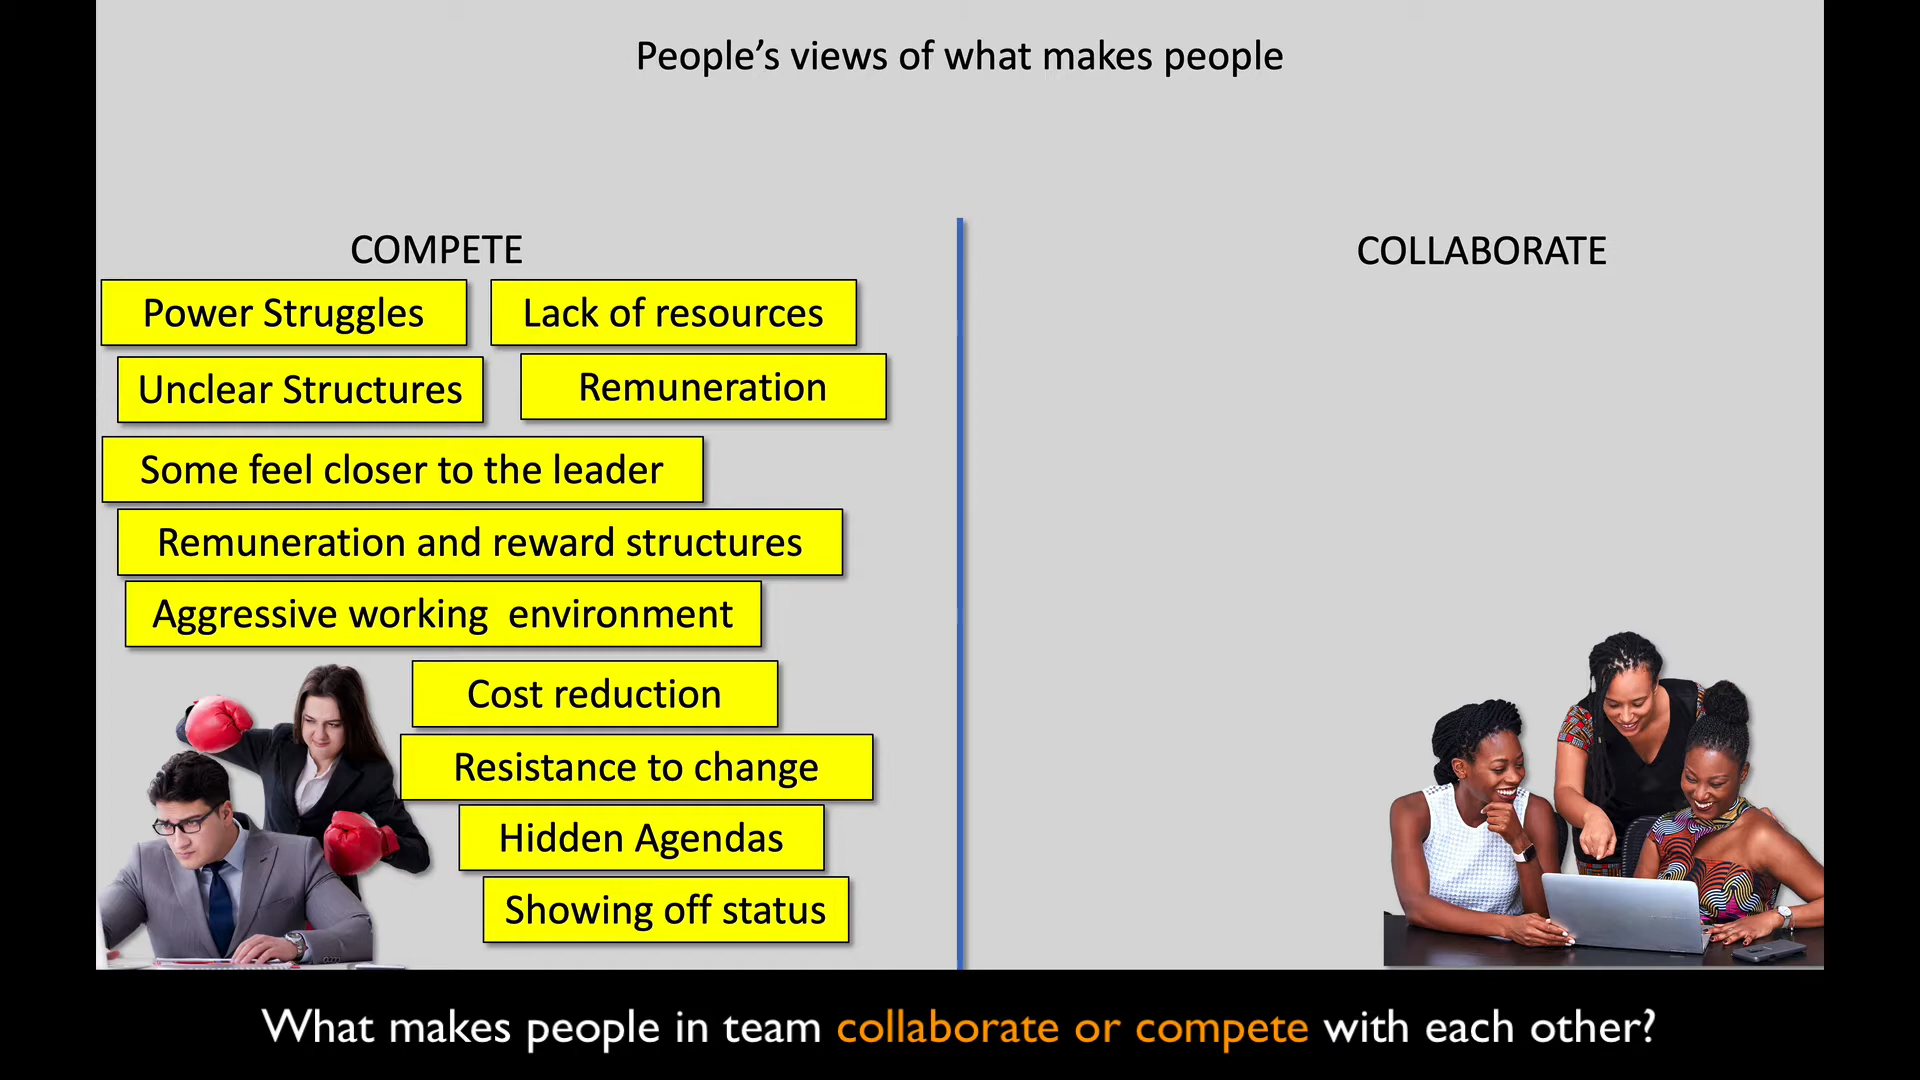 People’s views of what makes people
COMPETE
COLLABORATE
Power Struggles
Lack of resources
Unclear Structures
Remuneration
Some feel closer to the leader
Remuneration and reward structures
Aggressive working  environment
Cost reduction
Resistance to change
Hidden Agendas
Showing off status
What makes people in team collaborate or compete with each other?